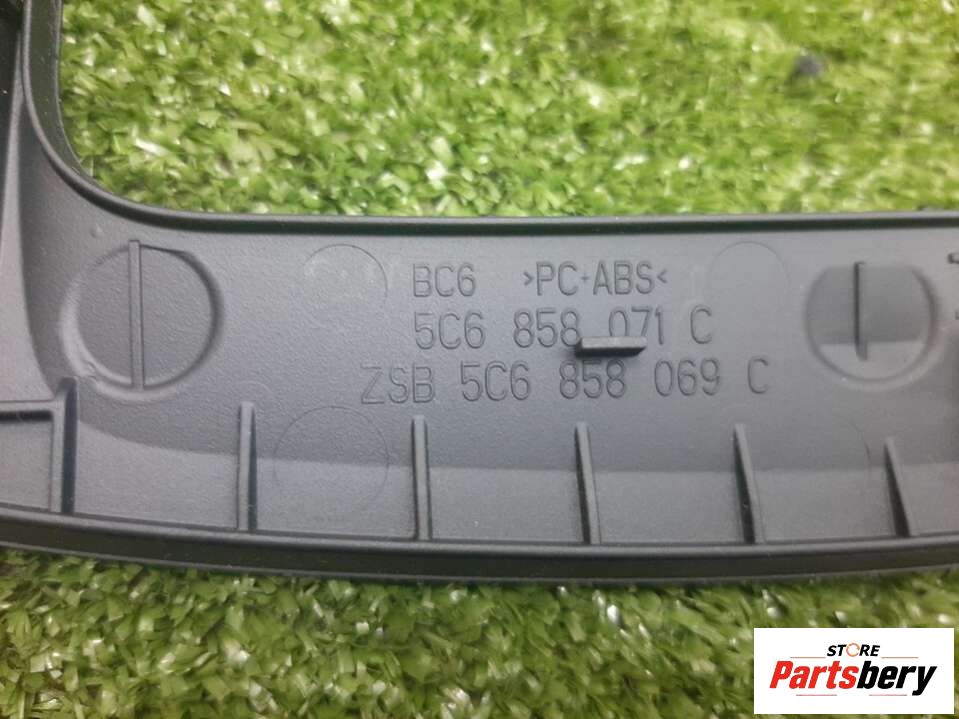 BC6 >PC+ABS<
5C6 858 071 C
ZSB 5C6 858 069 C
STORE
Partsbery